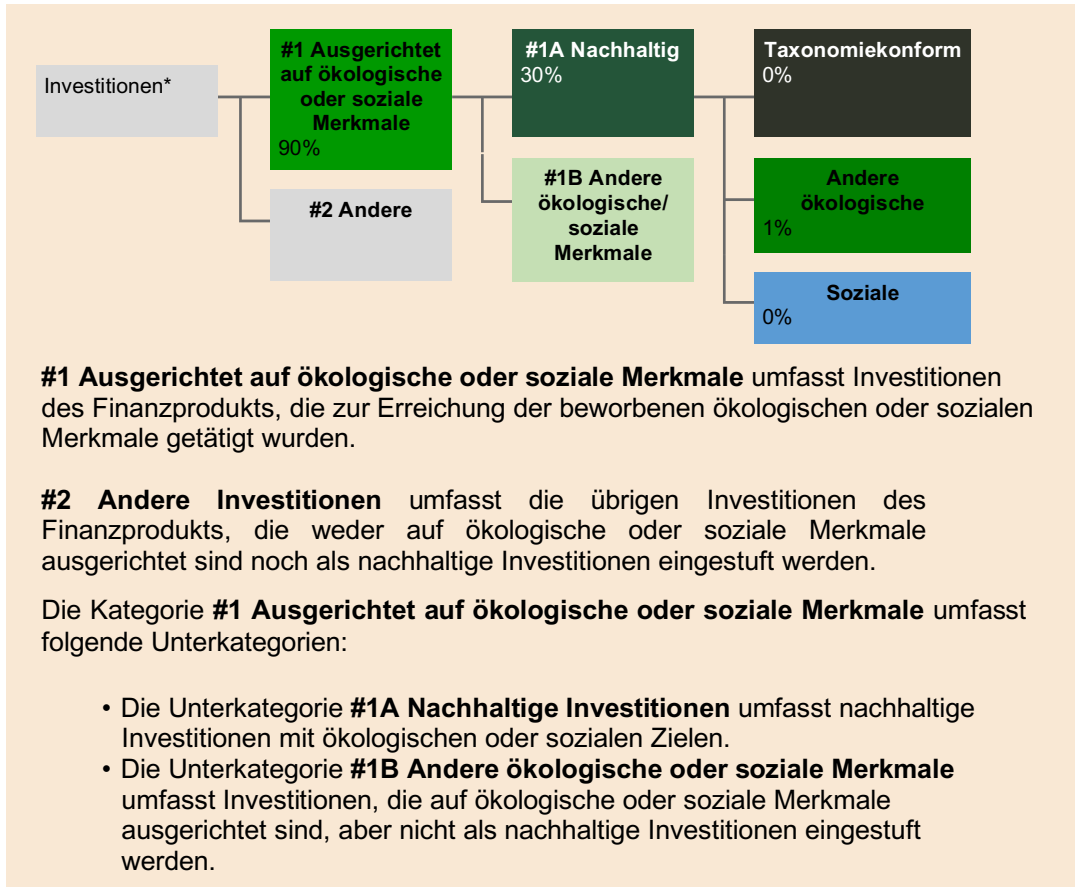 Investitionen*
#1 Ausgerichtet
auf ökologische
oder soziale
Merkmale
90%
#2 Andere
#1A Nachhaltig
30%
#1B Andere
ökologische/
soziale
Merkmale
Taxonomiekonform
0%
Andere
ökologische
1%
Soziale
0%
#1 Ausgerichtet auf ökologische oder soziale Merkmale umfasst Investitionen
des Finanzprodukts, die zur Erreichung der beworbenen ökologischen oder sozialen
Merkmale getätigt wurden.
#2 Andere Investitionen umfasst die übrigen Investitionen des
Finanzprodukts, die weder auf ökologische oder soziale Merkmale
ausgerichtet sind noch als nachhaltige Investitionen eingestuft werden.
Die Kategorie #1 Ausgerichtet auf ökologische oder soziale Merkmale umfasst
folgende Unterkategorien:
• Die Unterkategorie #1A Nachhaltige Investitionen umfasst nachhaltige
Investitionen mit ökologischen oder sozialen Zielen.
• Die Unterkategorie #1B Andere ökologische oder soziale Merkmale
umfasst Investitionen, die auf ökologische oder soziale Merkmale
ausgerichtet sind, aber nicht als nachhaltige Investitionen eingestuft
werden.